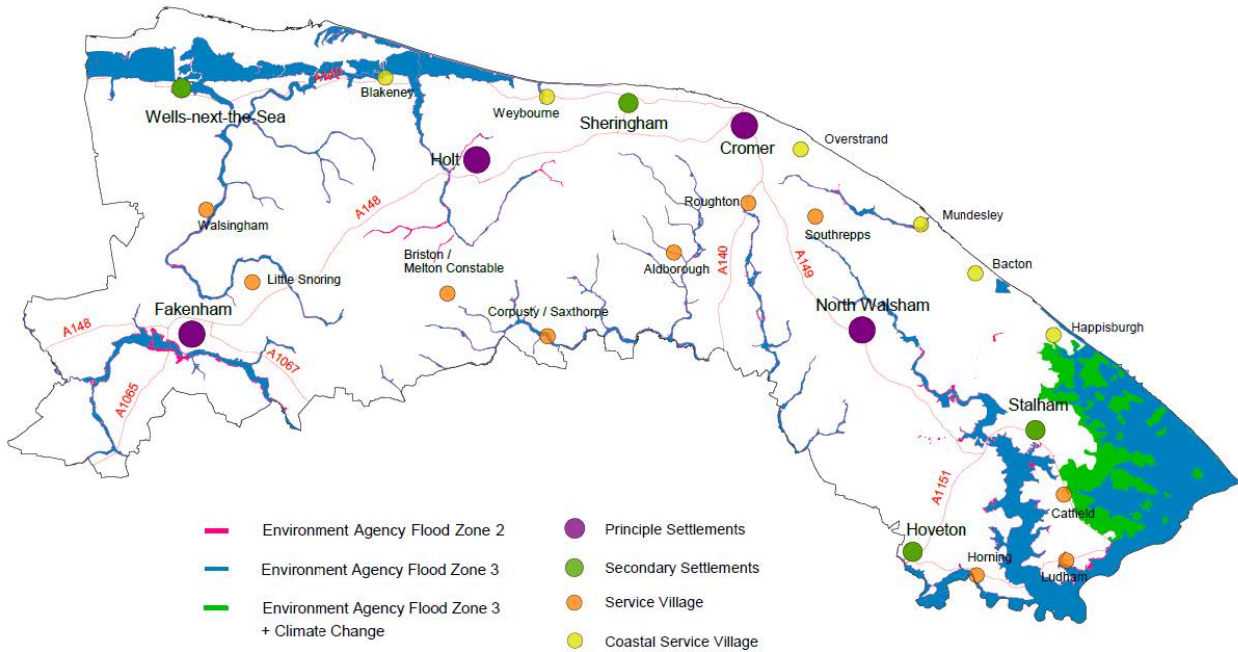 A149
Blakeney
Wells-next-the-Sea
Weybourne
Sheringham
Cromer
Overstrand
Holt
A148
Roughton
Walsingham
Southrepps
Mundesley
Briston /
Melton Constable
Aldborough
A140
A149
Bacton
Little Snoring
Fakenham
A148
Corpusty / Saxthorpe
North Walsham
Happisburgh
A1067
A1065
Stalham
A1151
Catfield
Hoveton
Horning
Ludham
Environment Agency Flood Zone 2
Environment Agency Flood Zone 3
Environment Agency Flood Zone 3
+ Climate Change
Principle Settlements
Secondary Settlements
Service Village
Coastal Service Village